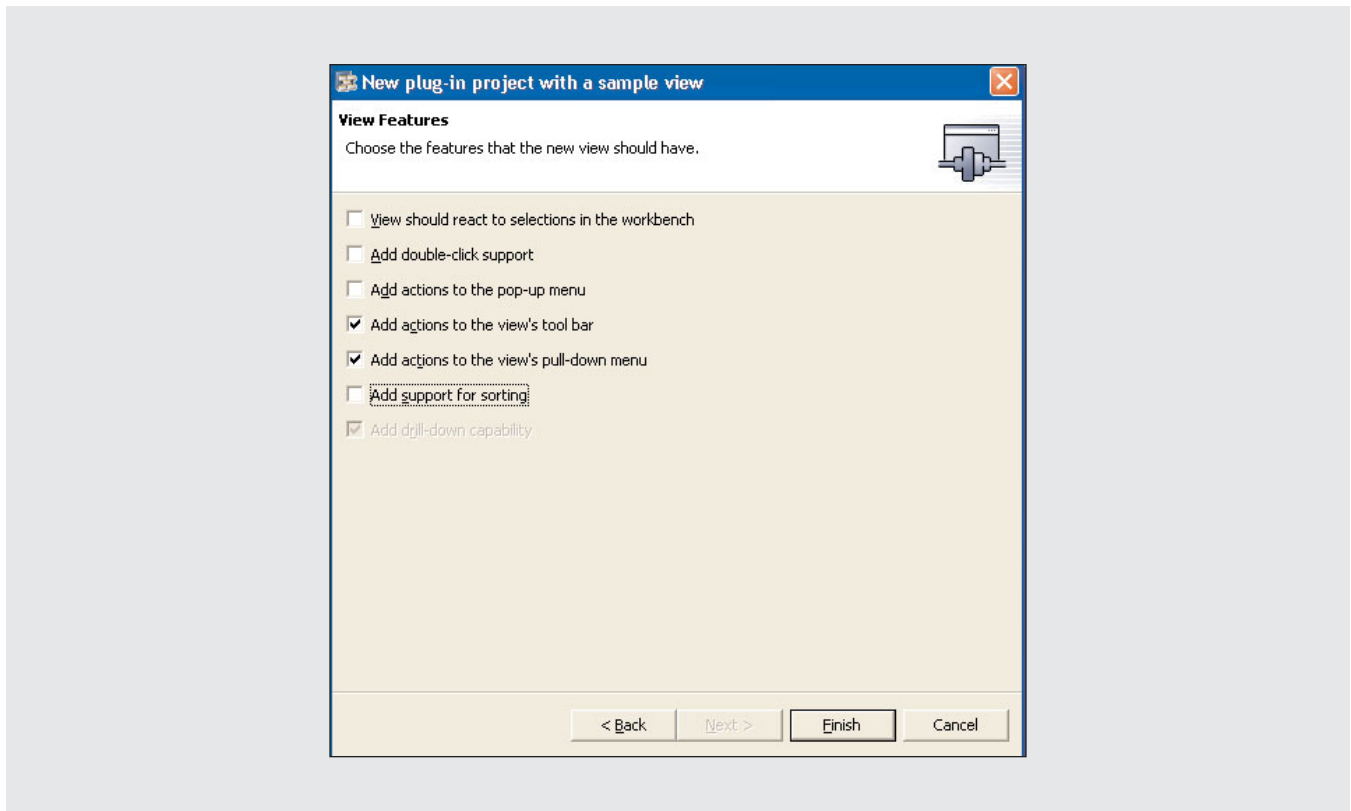 New plug-in project with a sample view
View Features
Choose the features that the new view should have.
View should react to selections in the workbench
Add double-click support
Add actions to the pop-up menu
Add actions to the view's tool bar
Add actions to the view's pull-down menu
Add support for sorting
Add drill-down capability
< Back
Next >
Finish
Cancel